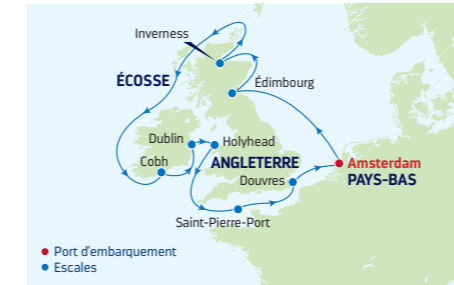 Inverness
ÉCOSSE
Édimbourg
Dublin
Holyhead
Cobh
ANGLETERRE
Amsterdam
Douvres
PAYS-BAS
Saint-Pierre-Port
Port d'embarquement
Escales